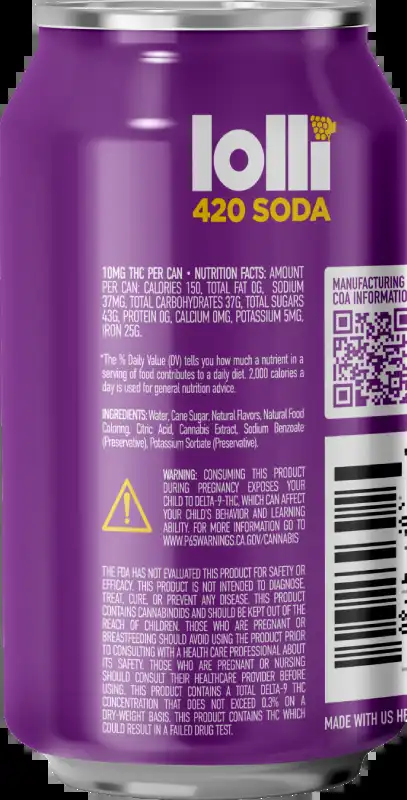 lolli
420 SODA
10MG THC PER CAN • NUTRITION FACTS: AMOUNT
PER CAN: CALORIES 150, TOTAL FAT 0G, SODIUM
37MG, TOTAL CARBOHYDRATES 37G, TOTAL SUGARS
43G, PROTEIN 0G, CALCIUM 0MG, POTASSIUM 5MG,
IRON 25G.
*The % Daily Value (DV) tells you how much a nutrient in a
serving of food contributes to a daily diet. 2,000 calories a
day is used for general nutrition advice.
INGREDIENTS: Water, Cane Sugar, Natural Flavors, Natural Food
Coloring, Citric Acid, Cannabis Extract, Sodium Benzoate
(Preservative), Potassium Sorbate (Preservative).
WARNING: CONSUMING THIS PRODUCT
DURING PREGNANCY EXPOSES YOUR
CHILD TO DELTA-9-THC, WHICH CAN AFFECT
YOUR CHILD'S BEHAVIOR AND LEARNING
ABILITY. FOR MORE INFORMATION GO TO
WWW.P65WARNINGS.CA.GOV/CANNABIS
THE FDA HAS NOT EVALUATED THIS PRODUCT FOR SAFETY OR
EFFICACY. THIS PRODUCT IS NOT INTENDED TO DIAGNOSE,
TREAT, CURE, OR PREVENT ANY DISEASE. THIS PRODUCT
CONTAINS CANNABINOIDS AND SHOULD BE KEPT OUT OF THE
REACH OF CHILDREN. THOSE WHO ARE PREGNANT OR
BREASTFEEDING SHOULD AVOID USING THE PRODUCT PRIOR
TO CONSULTING WITH A HEALTH CARE PROFESSIONAL ABOUT
ITS SAFETY. THOSE WHO ARE PREGNANT OR NURSING
SHOULD CONSULT THEIR HEALTHCARE PROVIDER BEFORE
USING. THIS PRODUCT CONTAINS A TOTAL DELTA-9 THC
CONCENTRATION THAT DOES NOT EXCEED 0.3% ON A
DRY-WEIGHT BASIS. THIS PRODUCT CONTAINS THC WHICH
COULD RESULT IN A FAILED DRUG TEST.
MANUFACTURING
COA INFORMATIO
MADE WITH US HE